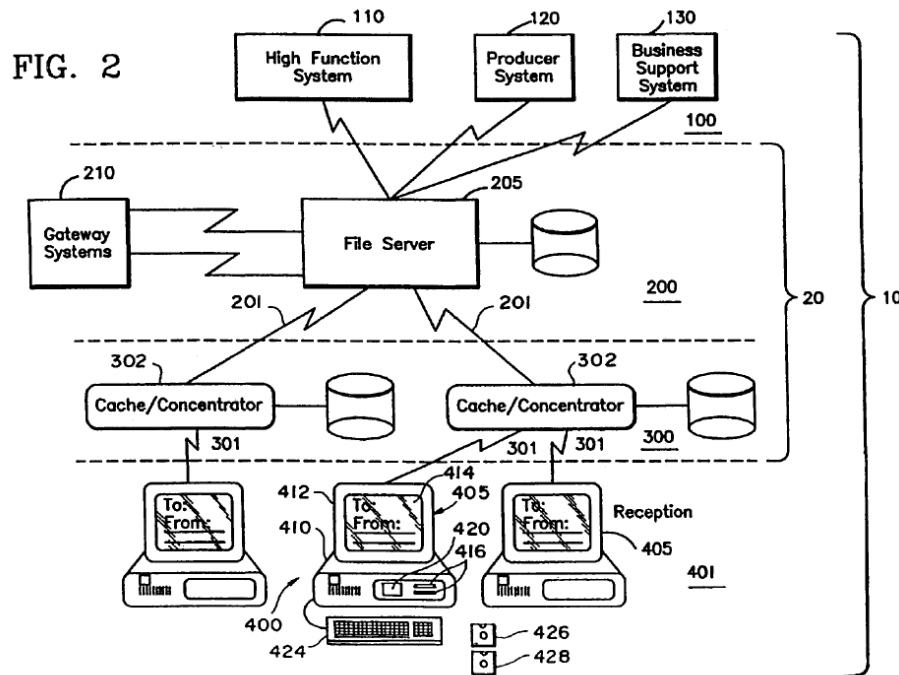 FIG. 2
110
120
130
High Function
System
Producer
System
Business
Support
System
100
210
205
Gateway
Systems
File Server
201
201
200
20
10
302
302
Cache/Concentrator
Cache/Concentrator
301
301
301
300
412
414
405
To:
From:
To:
From:
To:
From:
Reception
405
410
420
416
401
400
424
426
428